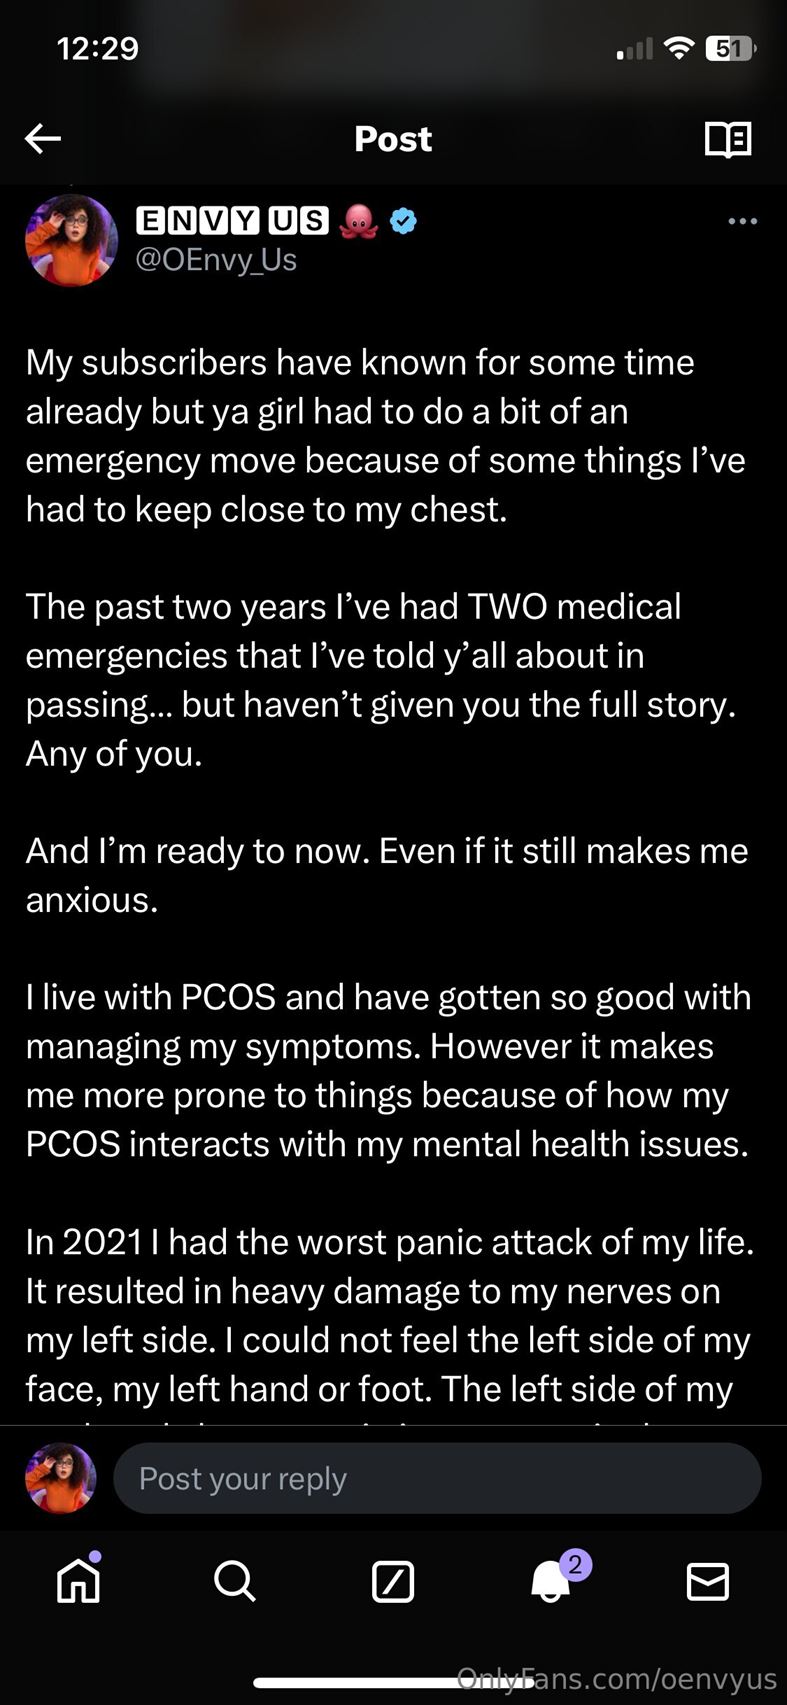 12:29
51
Post
ENVY US
@OEnvy_Us
My subscribers have known for some time
already but ya girl had to do a bit of an
emergency move because of some things I’ve
had to keep close to my chest.
The past two years I’ve had TWO medical
emergencies that I’ve told y’all about in
passing... but haven’t given you the full story.
Any of you.
And I’m ready to now. Even if it still makes me
anxious.
I live with PCOS and have gotten so good with
managing my symptoms. However it makes
me more prone to things because of how my
PCOS interacts with my mental health issues.
In 2021 I had the worst panic attack of my life.
It resulted in heavy damage to my nerves on
my left side. I could not feel the left side of my
face, my left hand or foot. The left side of my
Post your reply
2
OnlyFans.com/oenvyus